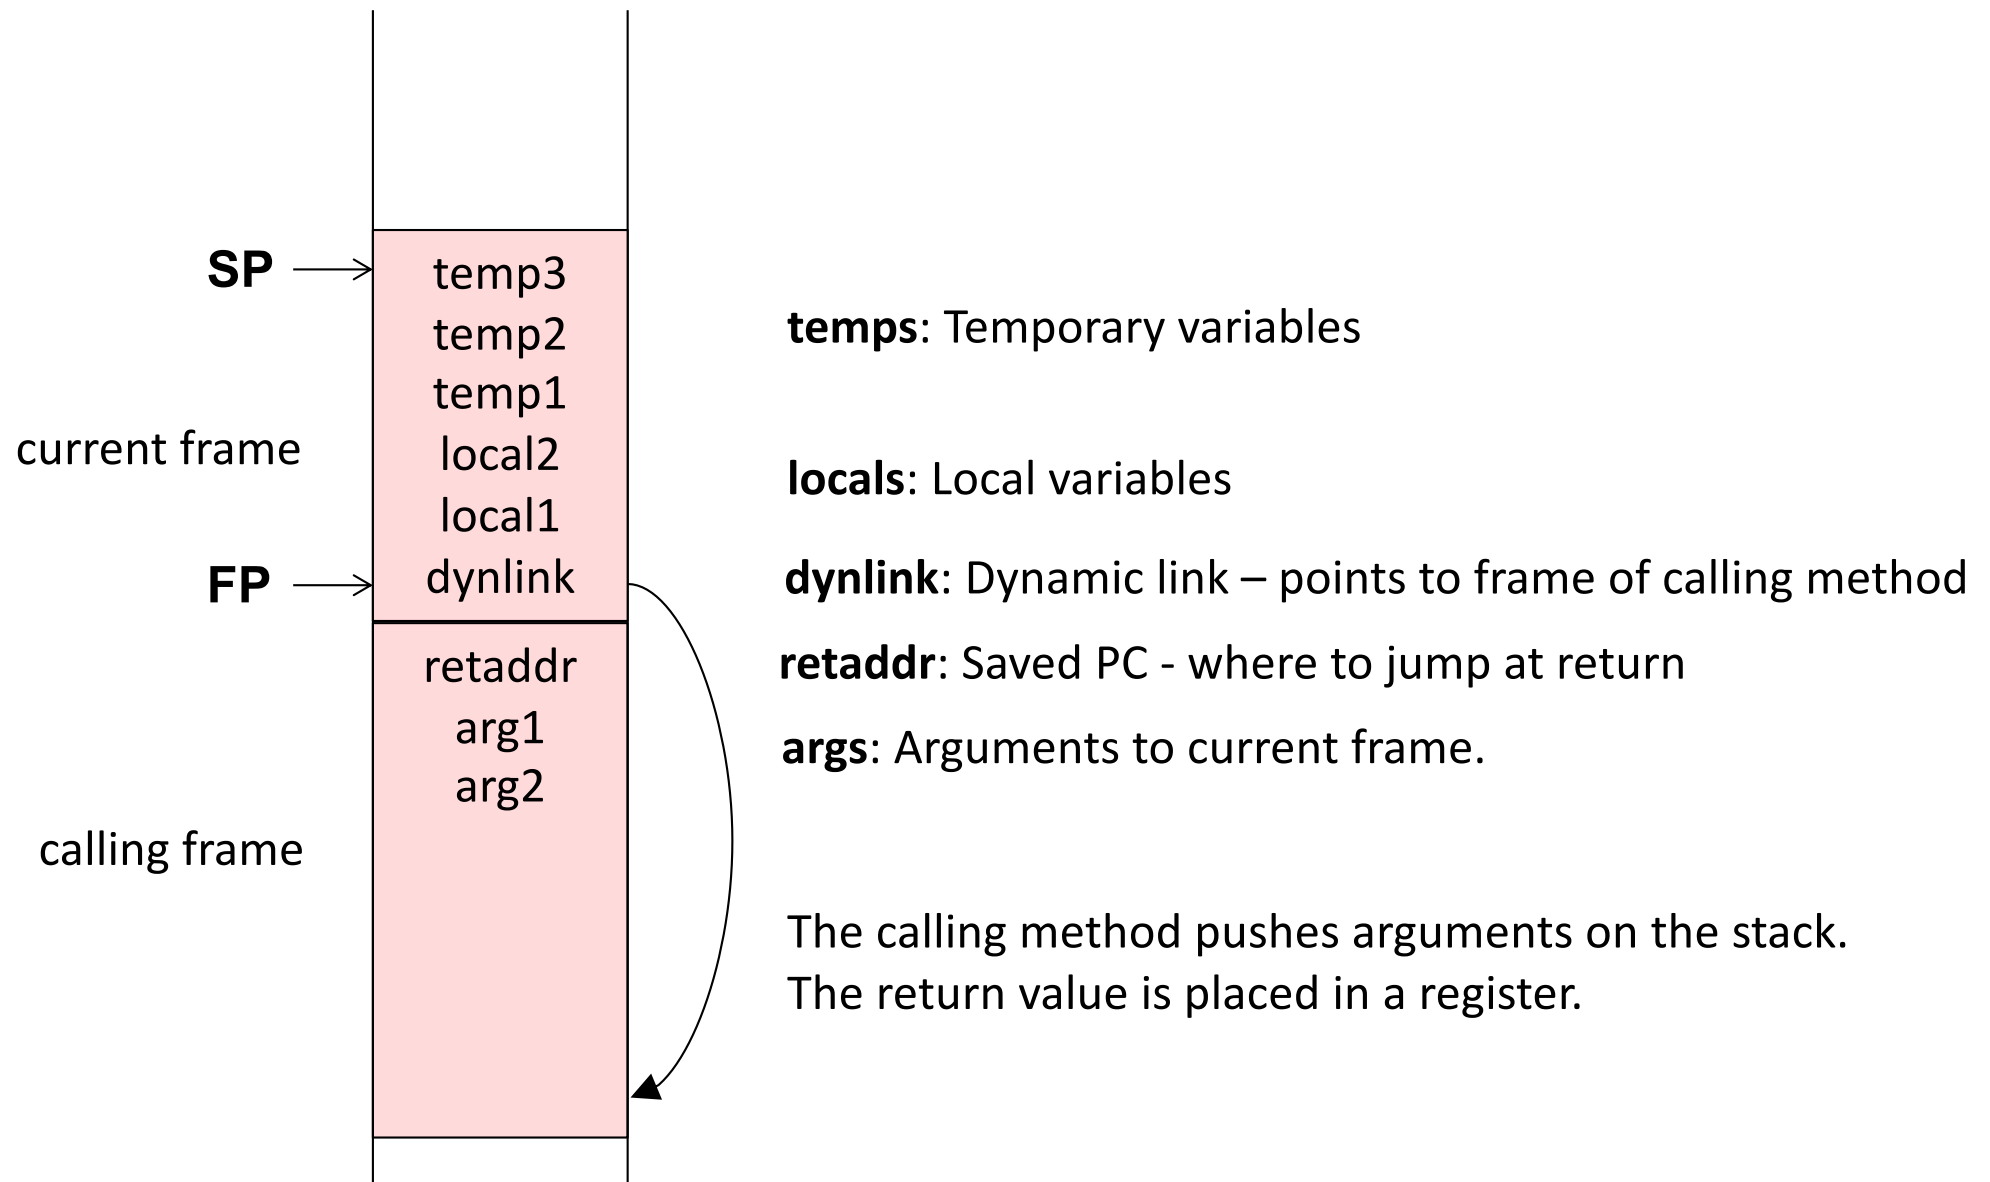 SP
temp3
temp2
temp1
local2
local1
dynlink
current frame
FP
retaddr
arg1
arg2
calling frame
temps: Temporary variables
locals: Local variables
dynlink: Dynamic link – points to frame of calling method
retaddr: Saved PC - where to jump at return
args: Arguments to current frame.
The calling method pushes arguments on the stack.
The return value is placed in a register.